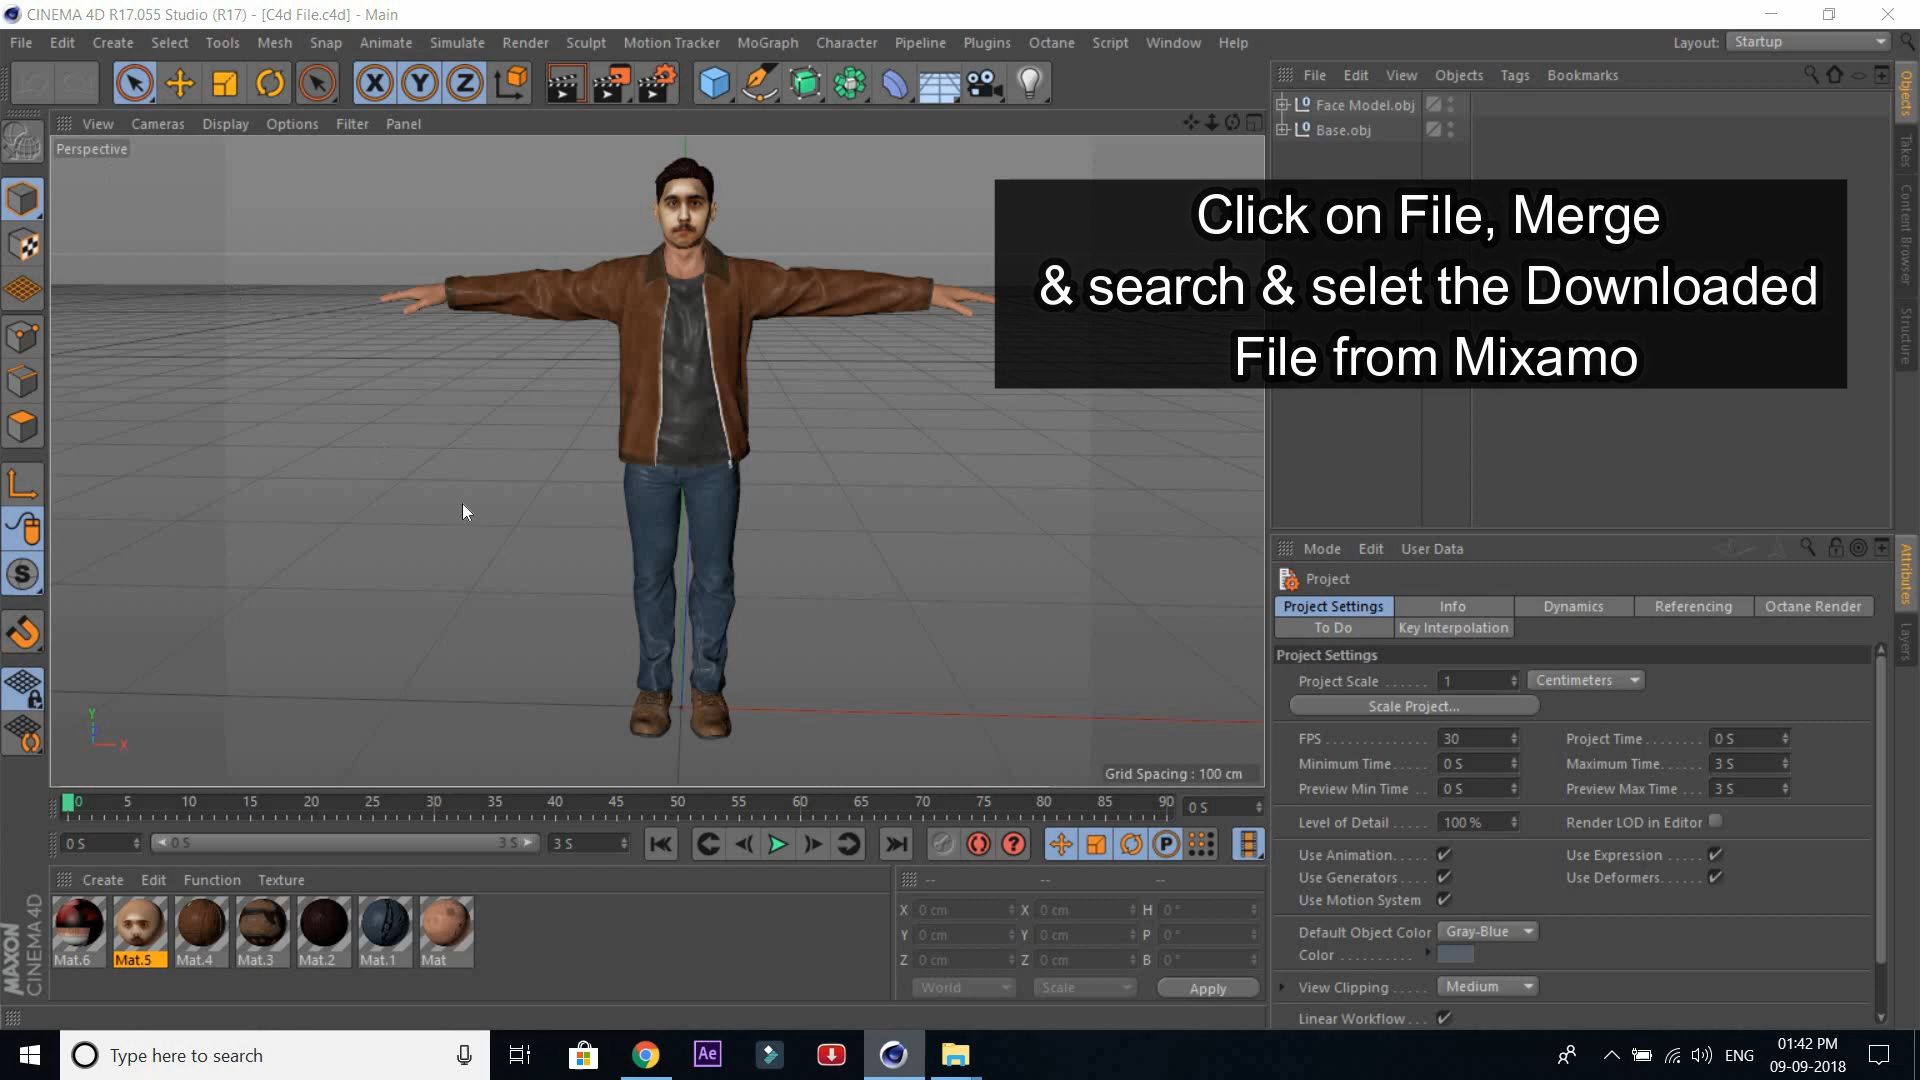 CINEMA 4D R17.055 Studio (R17) - [C4d File.c4d] - Main
File Edit Create Select Tools Mesh Snap Animate Simulate Render Sculpt Motion Tracker MoGraph Character Pipeline Plugins Octane Script Window Help
Layout: Startup
X Y Z
File Edit View Objects Tags Bookmarks
Face Model.obj
Base.obj
Objects
Takes
Content Browser
Structure
View Cameras Display Options Filter Panel
Perspective
Click on File, Merge
& search & selet the Downloaded
File from Mixamo
S
Y
X
Grid Spacing : 100 cm
Mode Edit User Data
Attributes
Layers
Project
Project Settings Info Dynamics Referencing Octane Render
To Do Key Interpolation
Project Settings
Project Scale ...... 1 Centimeters
Scale Project...
FPS ............. 30 Project Time ....... 0 S
Minimum Time..... 0 S Maximum Time..... 3 S
Preview Min Time .. 0 S Preview Max Time ... 3 S
Level of Detail ..... 100 % Render LOD in Editor
Use Animation..... Use Expression .....
Use Generators .... Use Deformers......
Use Motion System
Default Object Color Gray-Blue
Color ..........
View Clipping ..... Medium
Linear Workflow...
0 5 10 15 20 25 30 35 40 45 50 55 60 65 70 75 80 85 90 0 S
0 S 0 S 3 S 3 S
P
Create Edit Function Texture
Mat.6 Mat.5 Mat.4 Mat.3 Mat.2 Mat.1 Mat
-- -- --
X 0 cm X 0 cm H 0 °
Y 0 cm Y 0 cm P 0 °
Z 0 cm Z 0 cm B 0 °
World Scale Apply
MAXON
CINEMA 4D
Type here to search
Ae
ENG
01:42 PM
09-09-2018